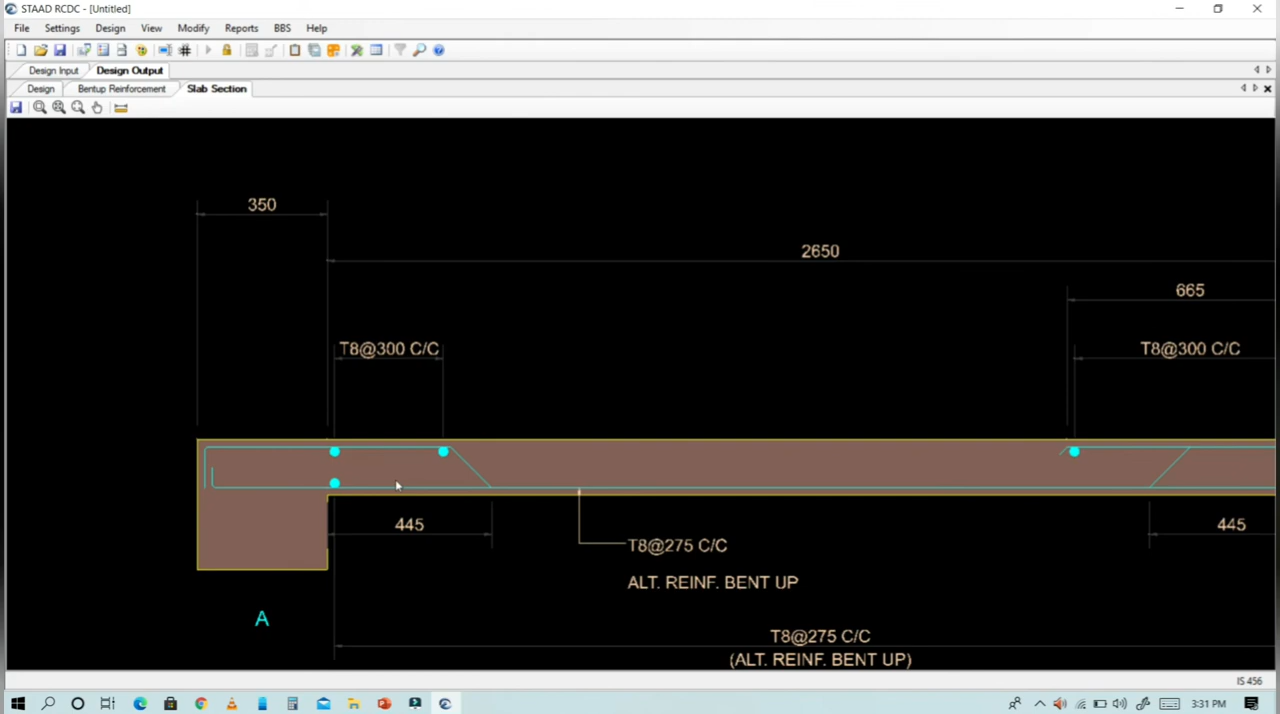 STAAD RCDC - [Untitled]
File Settings Design View Modify Reports BBS Help
Design Input Design Output
Design Bentup Reinforcement Slab Section
350
2650
665
T8@300 C/C T8@300 C/C
445 445
T8@275 C/C
ALT. REINF. BENT UP
A
T8@275 C/C
(ALT. REINF. BENT UP)
IS 456
3:31 PM